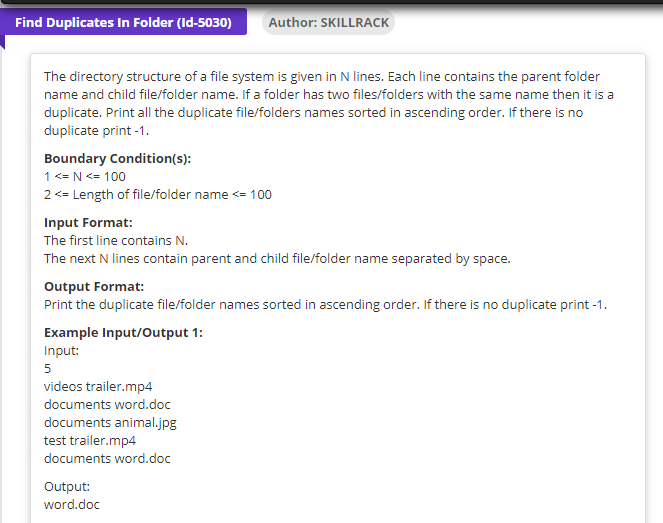 Find Duplicates In Folder (Id-5030)
Author: SKILLRACK
The directory structure of a file system is given in N lines. Each line contains the parent folder
name and child file/folder name. If a folder has two files/folders with the same name then it is a
duplicate. Print all the duplicate file/folders names sorted in ascending order. If there is no
duplicate print -1.
Boundary Condition(s):
1 <= N <= 100
2 <= Length of file/folder name <= 100
Input Format:
The first line contains N.
The next N lines contain parent and child file/folder name separated by space.
Output Format:
Print the duplicate file/folder names sorted in ascending order. If there is no duplicate print -1.
Example Input/Output 1:
Input:
5
videos trailer.mp4
documents word.doc
documents animal.jpg
test trailer.mp4
documents word.doc
Output:
word.doc